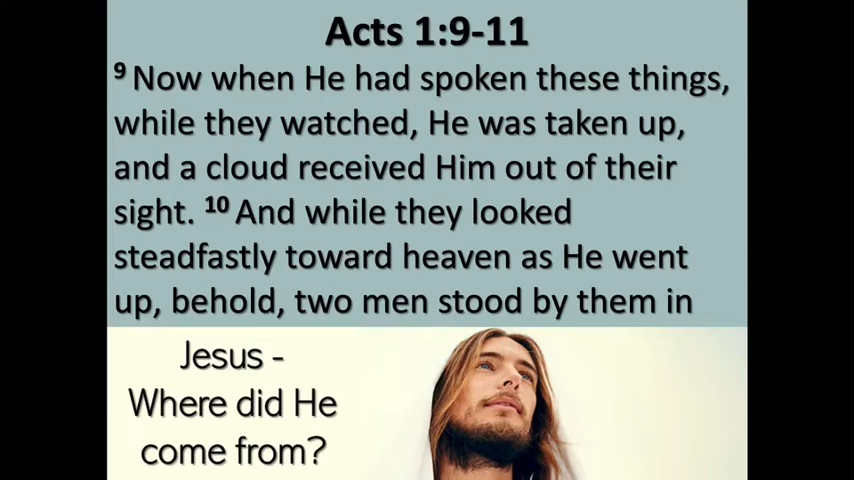 Acts 1:9-11
9 Now when He had spoken these things,
while they watched, He was taken up,
and a cloud received Him out of their
sight. 10 And while they looked
steadfastly toward heaven as He went
up, behold, two men stood by them in
Jesus -
Where did He
come from?